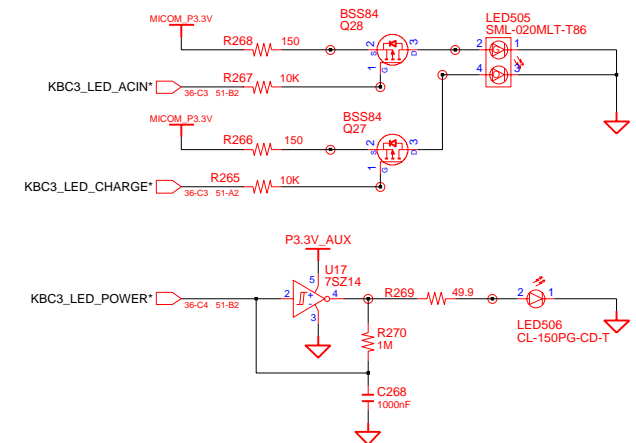 BSS84
Q28
LED505
SML-020MLT-T86
MICOM_P3.3V
R268 150
2 3
S D
1 G
2 1
4 3
KBC3_LED_ACIN*
R267 10K
36-C3 51-B2
MICOM_P3.3V
BSS84
Q27
R266 150
2 3
S D
1 G
KBC3_LED_CHARGE*
R265 10K
36-C3 51-A2
P3.3V_AUX
U17
7SZ14
5
KBC3_LED_POWER*
36-C4 51-B2
2 + 4
-
3
R269 49.9
2 1
LED506
CL-150PG-CD-T
R270
1M
C268
1000nF